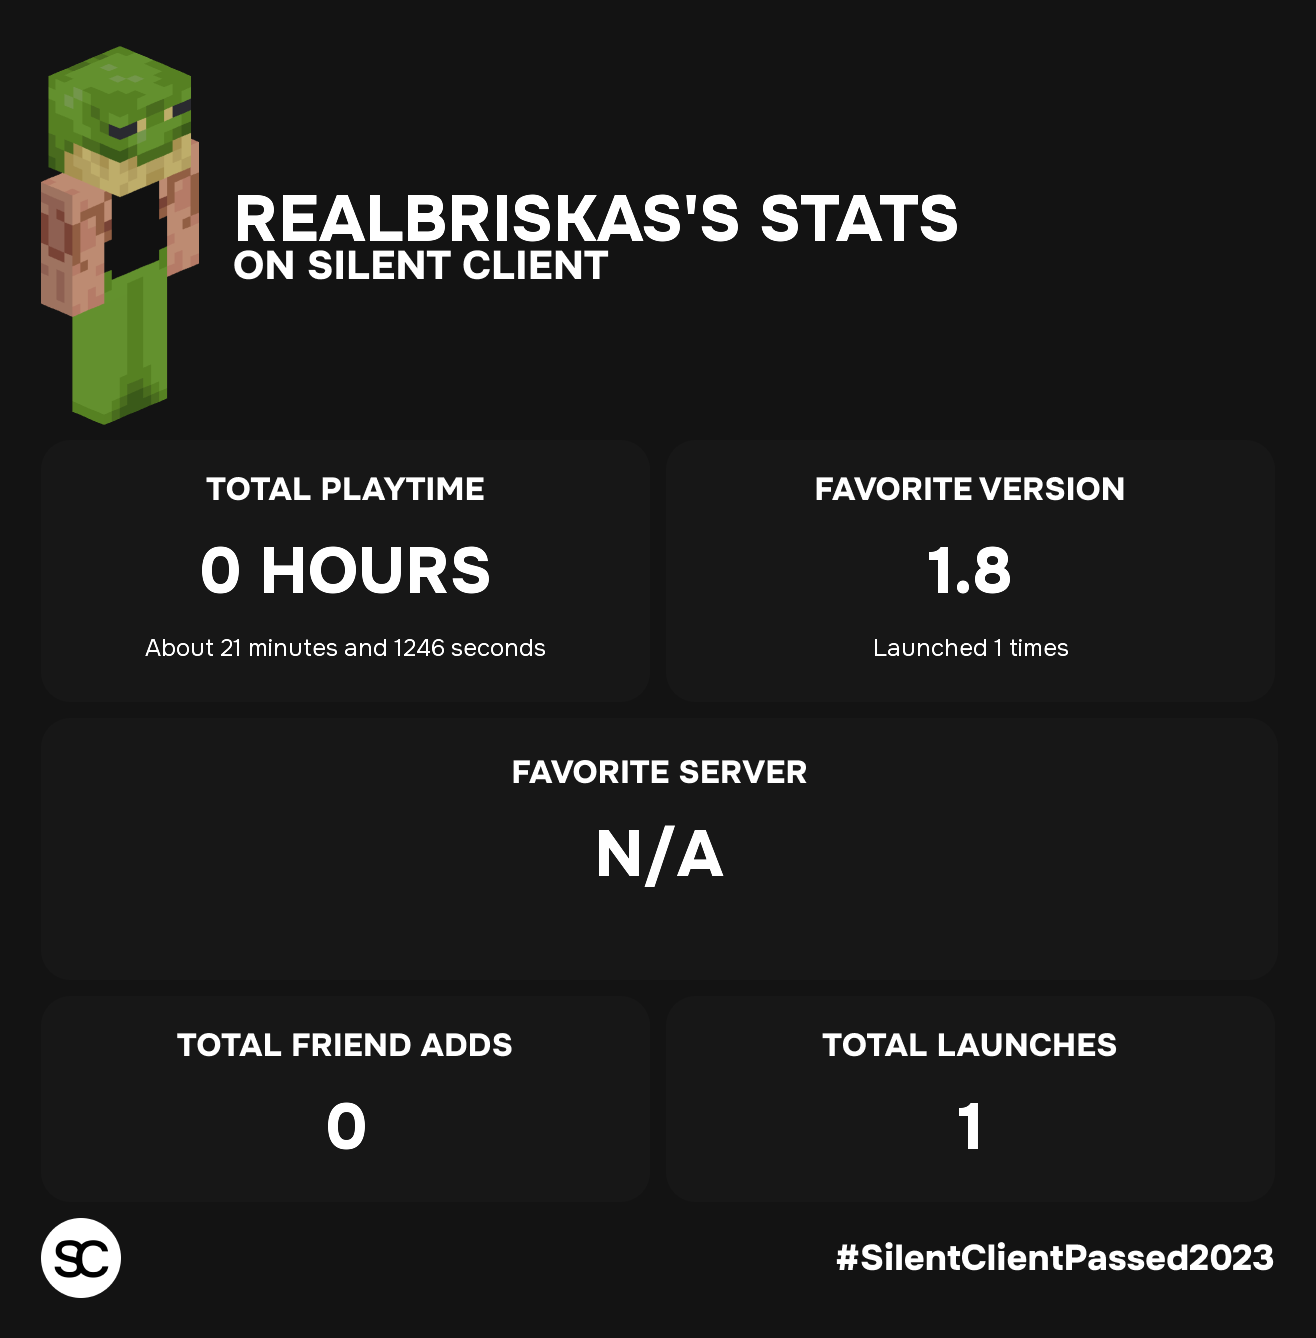 REALBRISKAS'S STATS
ON SILENT CLIENT
TOTAL PLAYTIME
0 HOURS
About 21 minutes and 1246 seconds
FAVORITE VERSION
1.8
Launched 1 times
FAVORITE SERVER
N/A
TOTAL FRIEND ADDS
0
TOTAL LAUNCHES
1
SC
#SilentClientPassed2023